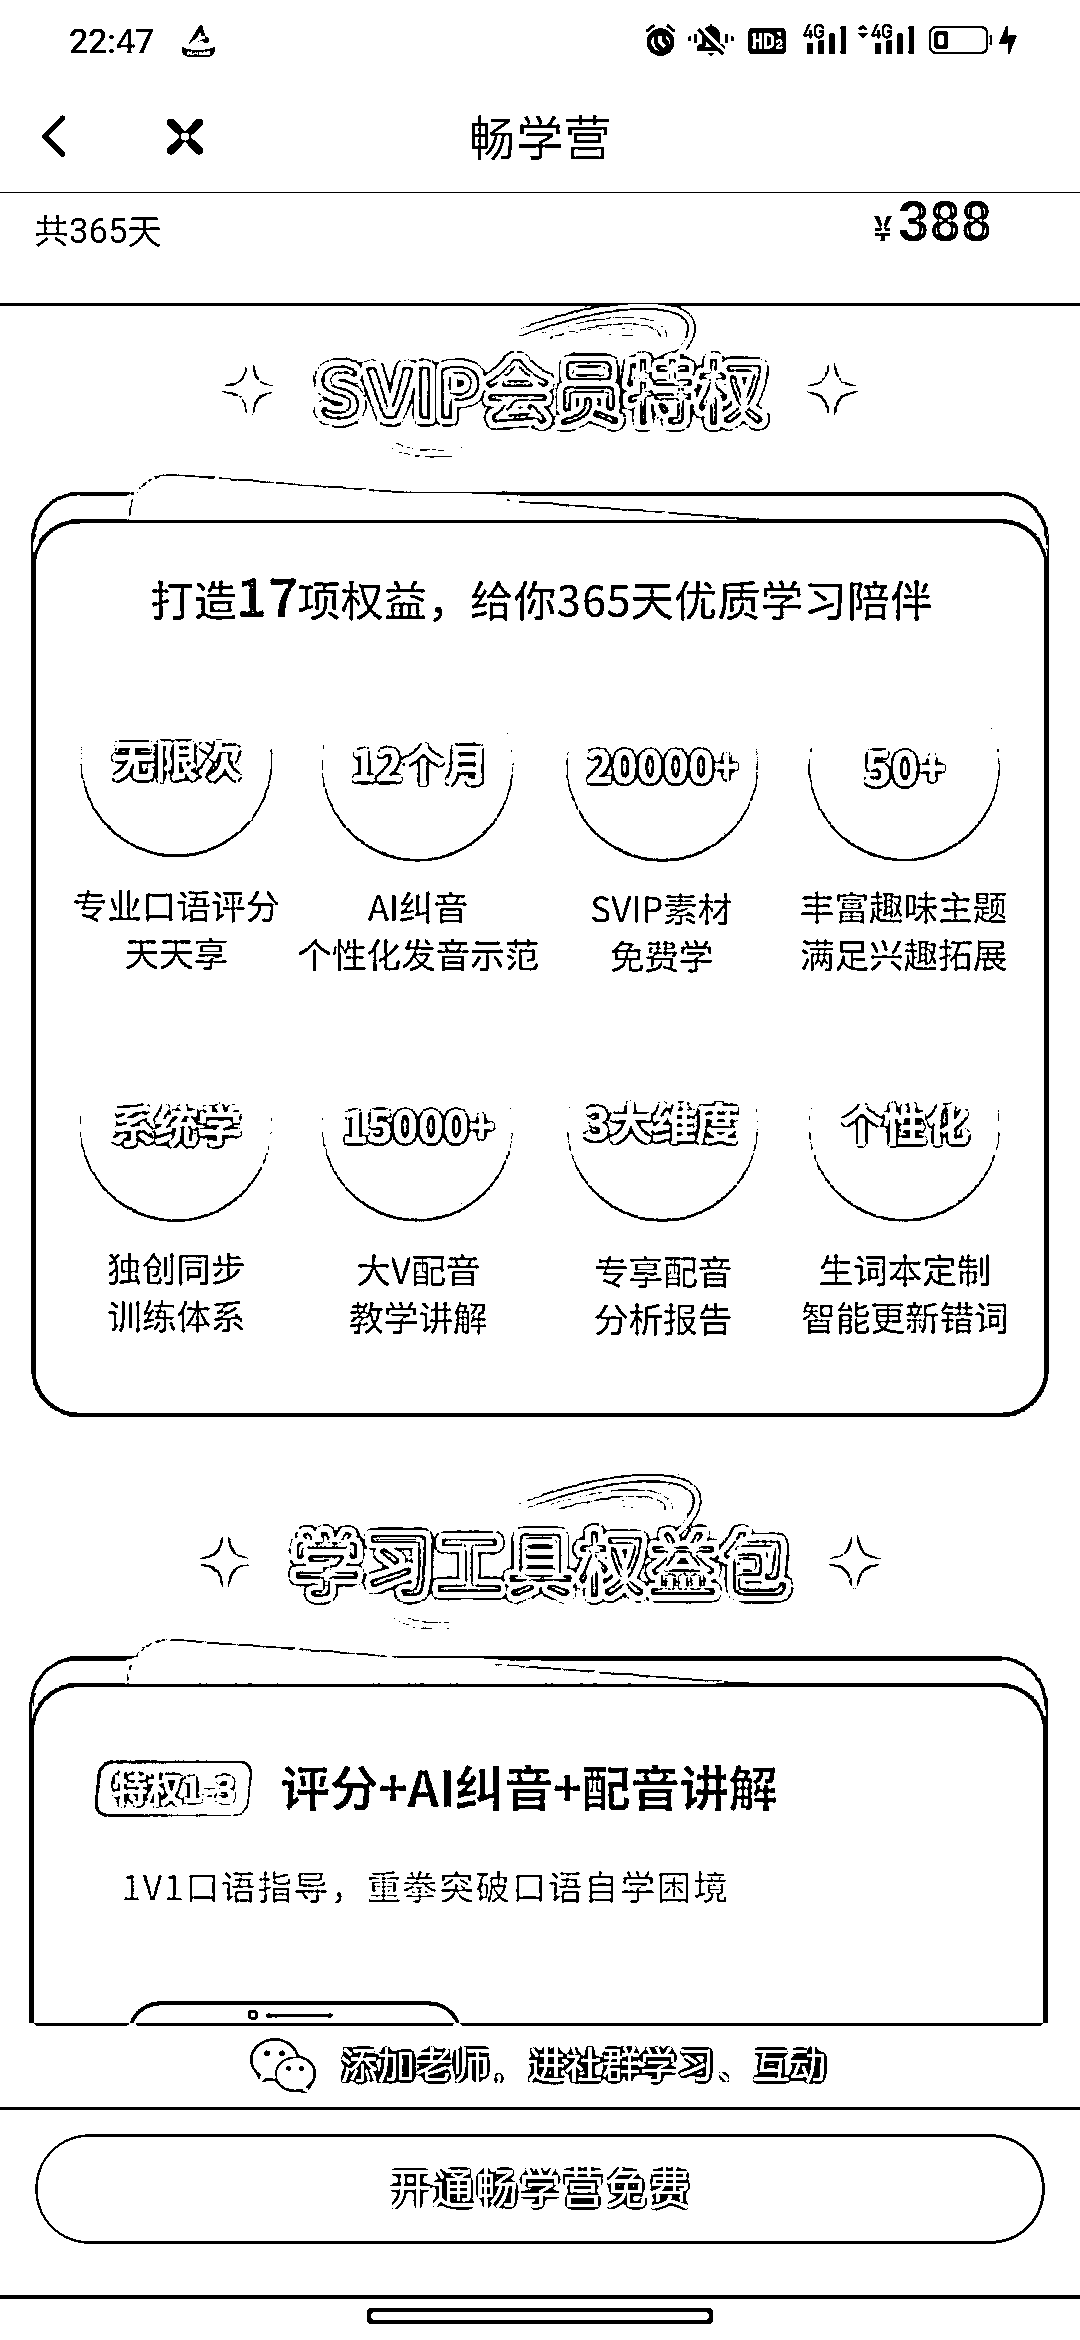 22:47
HD2 4G 4G
畅学营
共365天
¥388
SVIP会员特权
打造17项权益，给你365天优质学习陪伴
无限次 12个月 20000+ 50+
专业口语评分 AI纠音 SVIP素材 丰富趣味主题
天天享 个性化发音示范 免费学 满足兴趣拓展
系统学 15000+ 3大维度 个性化
独创同步 大V配音 专享配音 生词本定制
训练体系 教学讲解 分析报告 智能更新错词
学习工具权益包
特权1-3 评分+AI纠音+配音讲解
1V1口语指导，重拳突破口语自学困境
添加老师。进社群学习、互动
开通畅学营免费